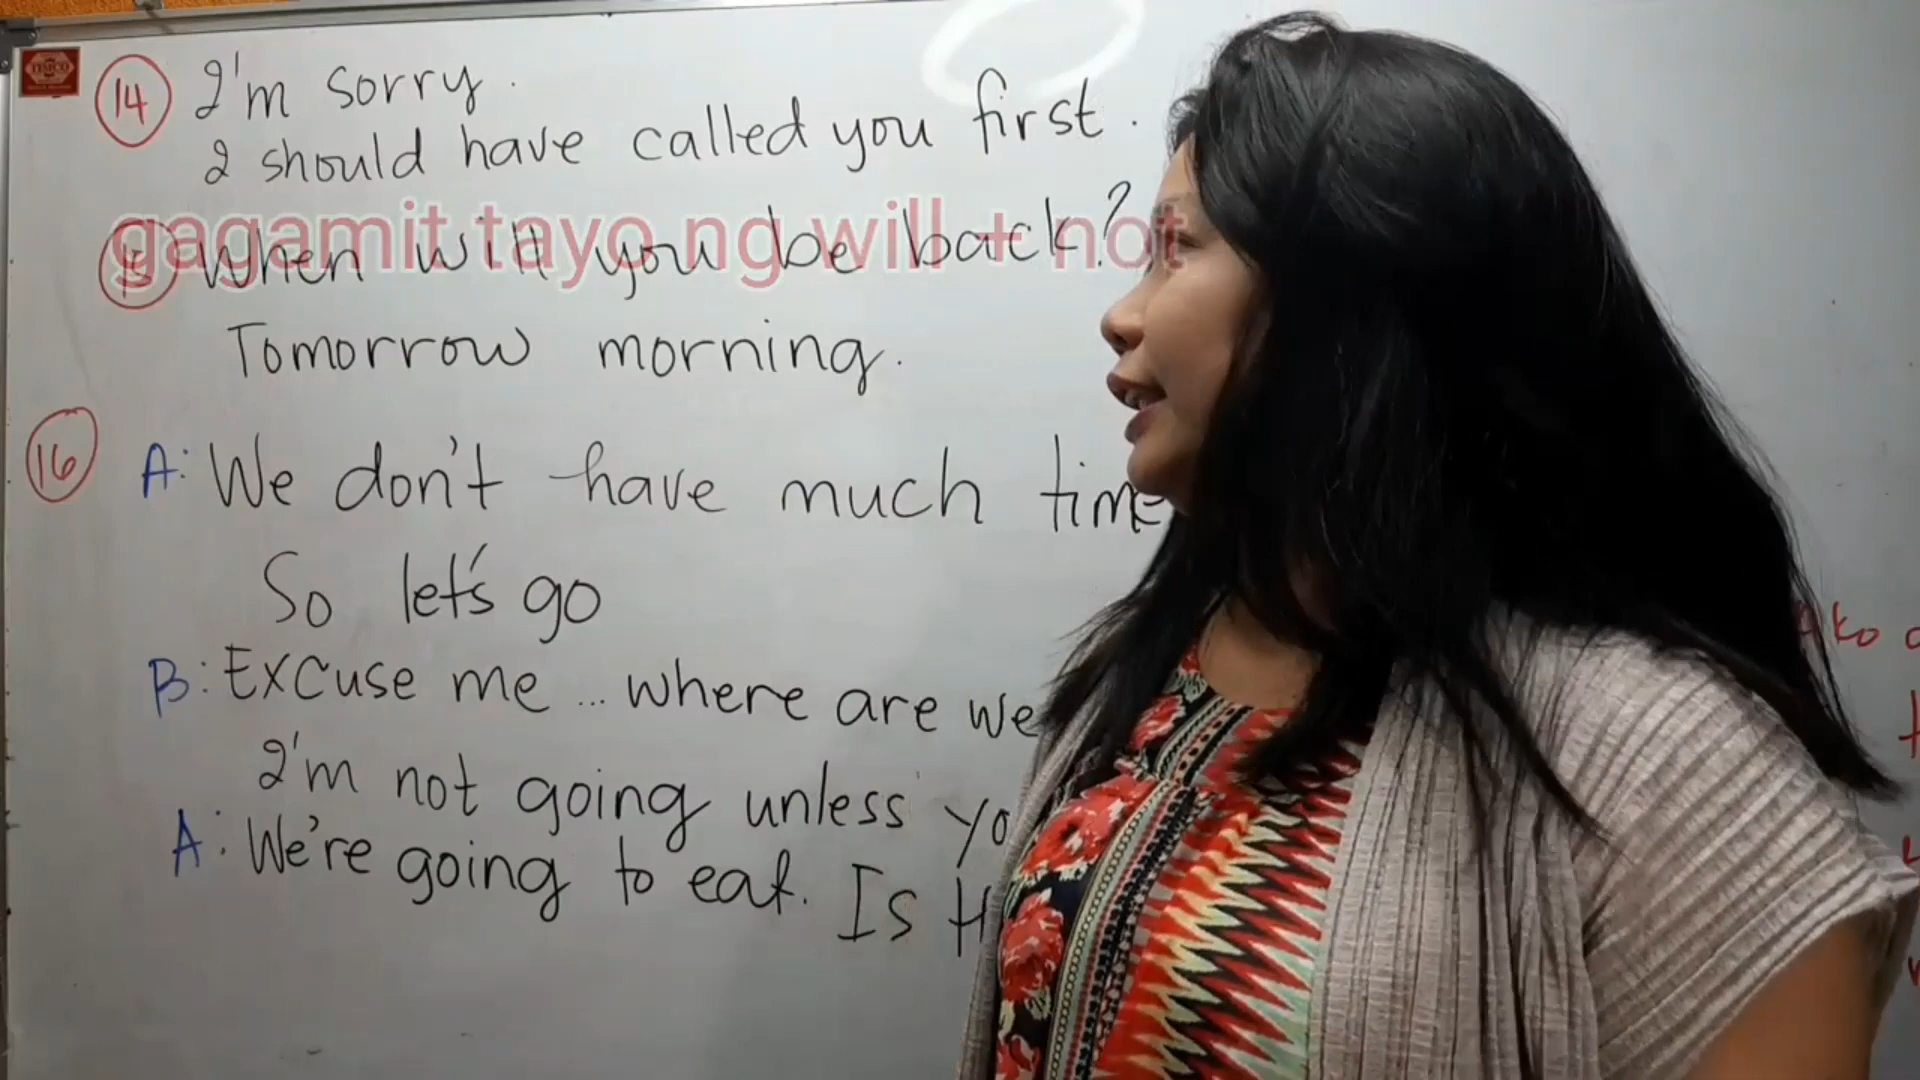 14 I'm sorry.
I should have called you first.
gagamit tayo ng will + not
15 When will you be back?
Tomorrow morning.
16 A: We don't have much time
So let's go
B: Excuse me ... where are we
I'm not going unless yo
A: We're going to eat. Is
ko